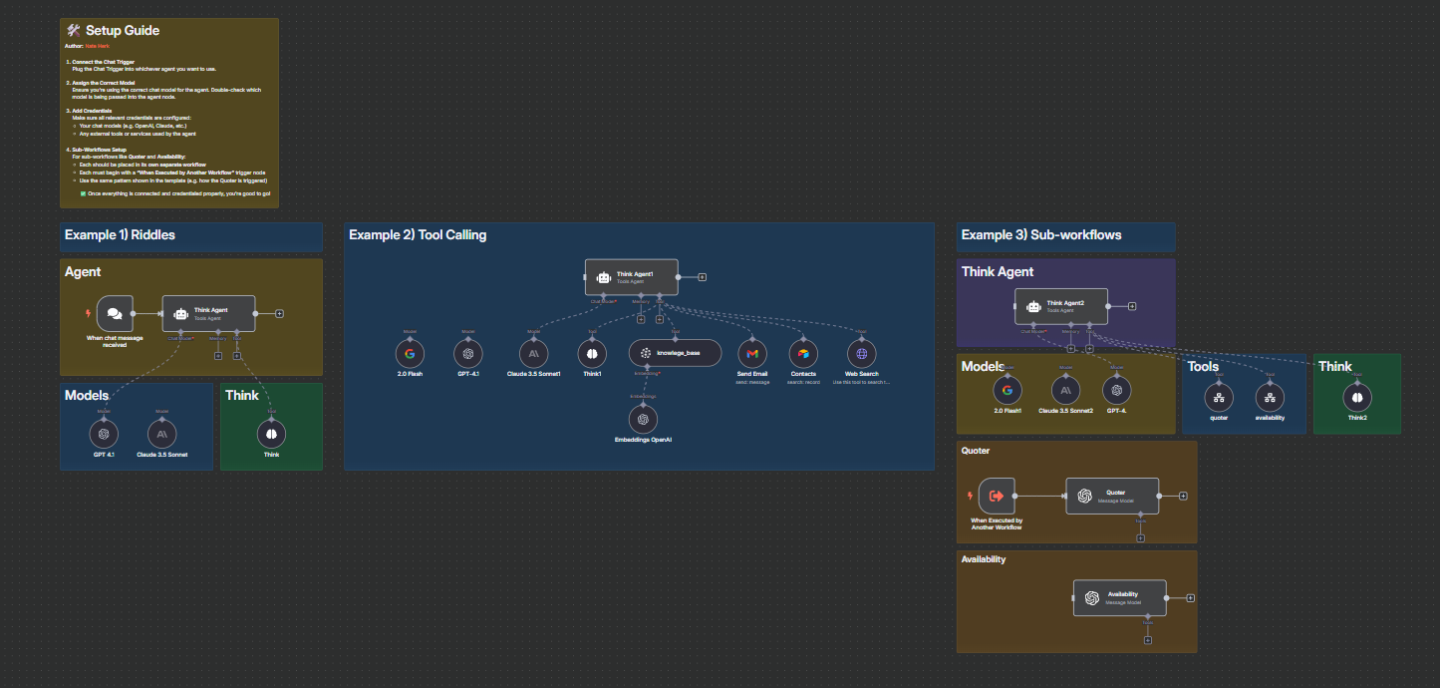 🛠 Setup Guide
Author: Nate Herk
1. Connect the Chat Trigger
Plug the Chat Trigger into whichever agent you want to use.
2. Assign the Correct Model
Ensure you're using the correct chat model for the agent. Double-check which
model is being passed into the agent node.
3. Add Credentials
Make sure all relevant credentials are configured:
Your chat models (e.g. OpenAI, Claude, etc.)
Any external tools or services used by the agent
4. Sub-Workflows Setup
For sub-workflows like Quoter and Availability:
Each should be placed in its own separate workflow
Each must begin with a "When Executed by Another Workflow" trigger node
Use the same pattern shown in the template (e.g. how the Quoter is triggered)
✅ Once everything is connected and credentialed properly, you're good to go!
Example 1) Riddles
Agent
When chat message
received
Think Agent
Tools Agent
Chat Model*
Memory
Tool
Models
Model
GPT 4.1
Model
Claude 3.5 Sonnet
Think
Tool
Think
Example 2) Tool Calling
Think Agent1
Tools Agent
Chat Model*
Memory
Tool
Model
2.0 Flash
Model
GPT-4.1
Model
Claude 3.5 Sonnet1
Tool
Think1
Tool
knowlege_base
Embedding*
Embeddings
Embeddings OpenAI
Send Email
send: message
Contacts
search: record
Tool
Web Search
Use this tool to search t...
Example 3) Sub-workflows
Think Agent
Think Agent2
Tools Agent
Chat Model*
Memory
Tool
Models
Model
2.0 Flash1
Model
Claude 3.5 Sonnet2
Model
GPT-4.
Tools
Tool
quoter
Tool
availability
Think
Tool
Think2
Quoter
When Executed by
Another Workflow
Quoter
Message Model
Tools
Availability
Availability
Message Model
Tools